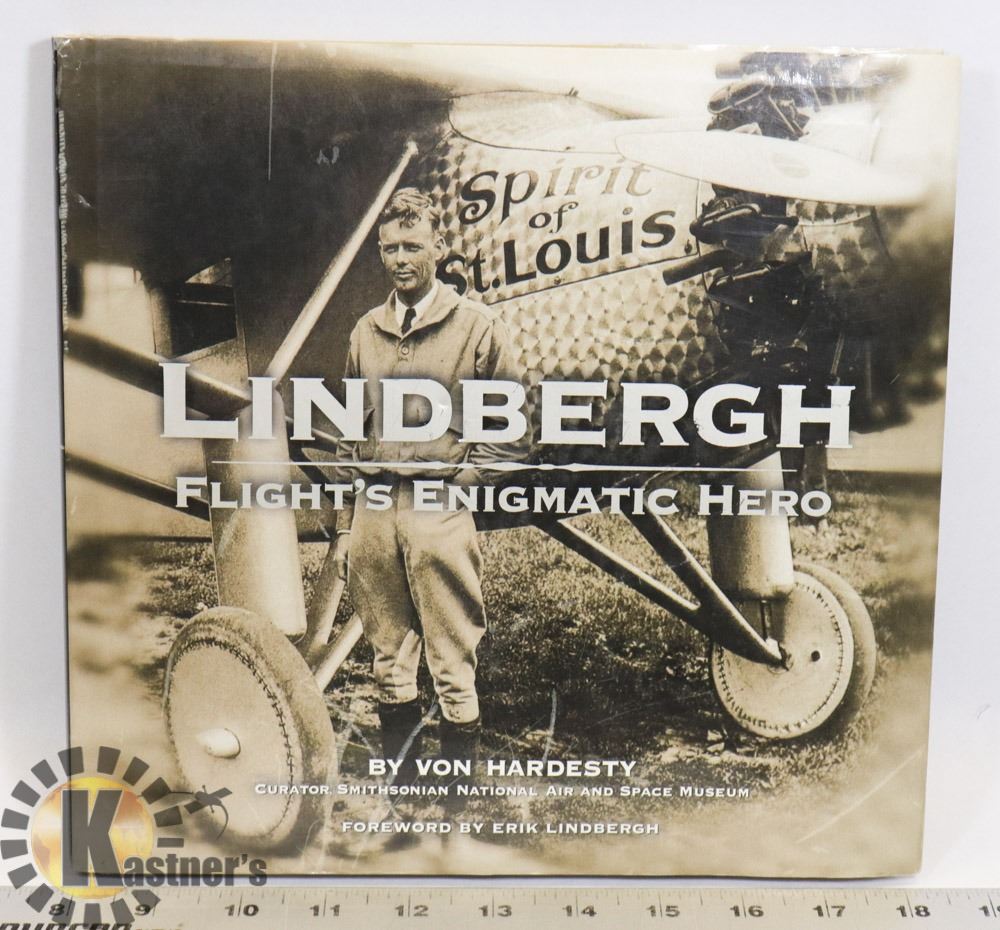 Spirit
of
St. Louis
LINDBERGH
FLIGHT'S ENIGMATIC HERO
BY VON HARDESTY
CURATOR, SMITHSONIAN NATIONAL AIR AND SPACE MUSEUM
FOREWORD BY ERIK LINDBERGH
Kastner's
8 9 10 11 12 13 14 15 16 17 18 19